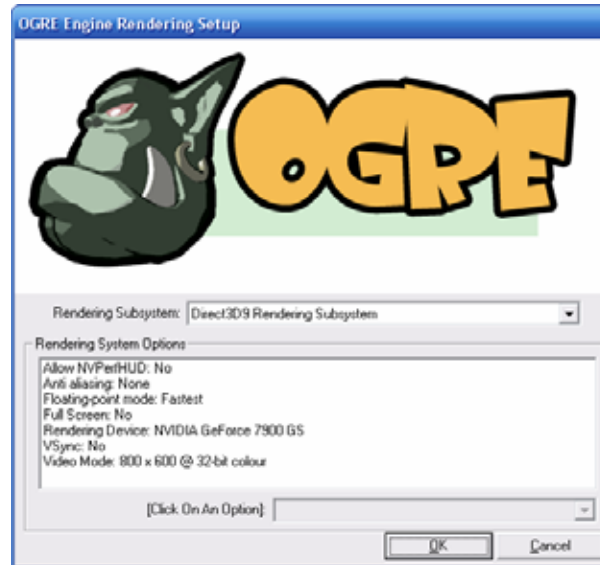 OGRE Engine Rendering Setup
OGRE
Rendering Subsystem: Direct3D9 Rendering Subsystem
Rendering System Options
Allow NVPerfHUD: No
Anti aliasing: None
Floating-point mode: Fastest
Full Screen: No
Rendering Device: NVIDIA GeForce 7900 GS
VSync: No
Video Mode: 800 x 600 @ 32-bit colour
[Click On An Option]:
OK Cancel